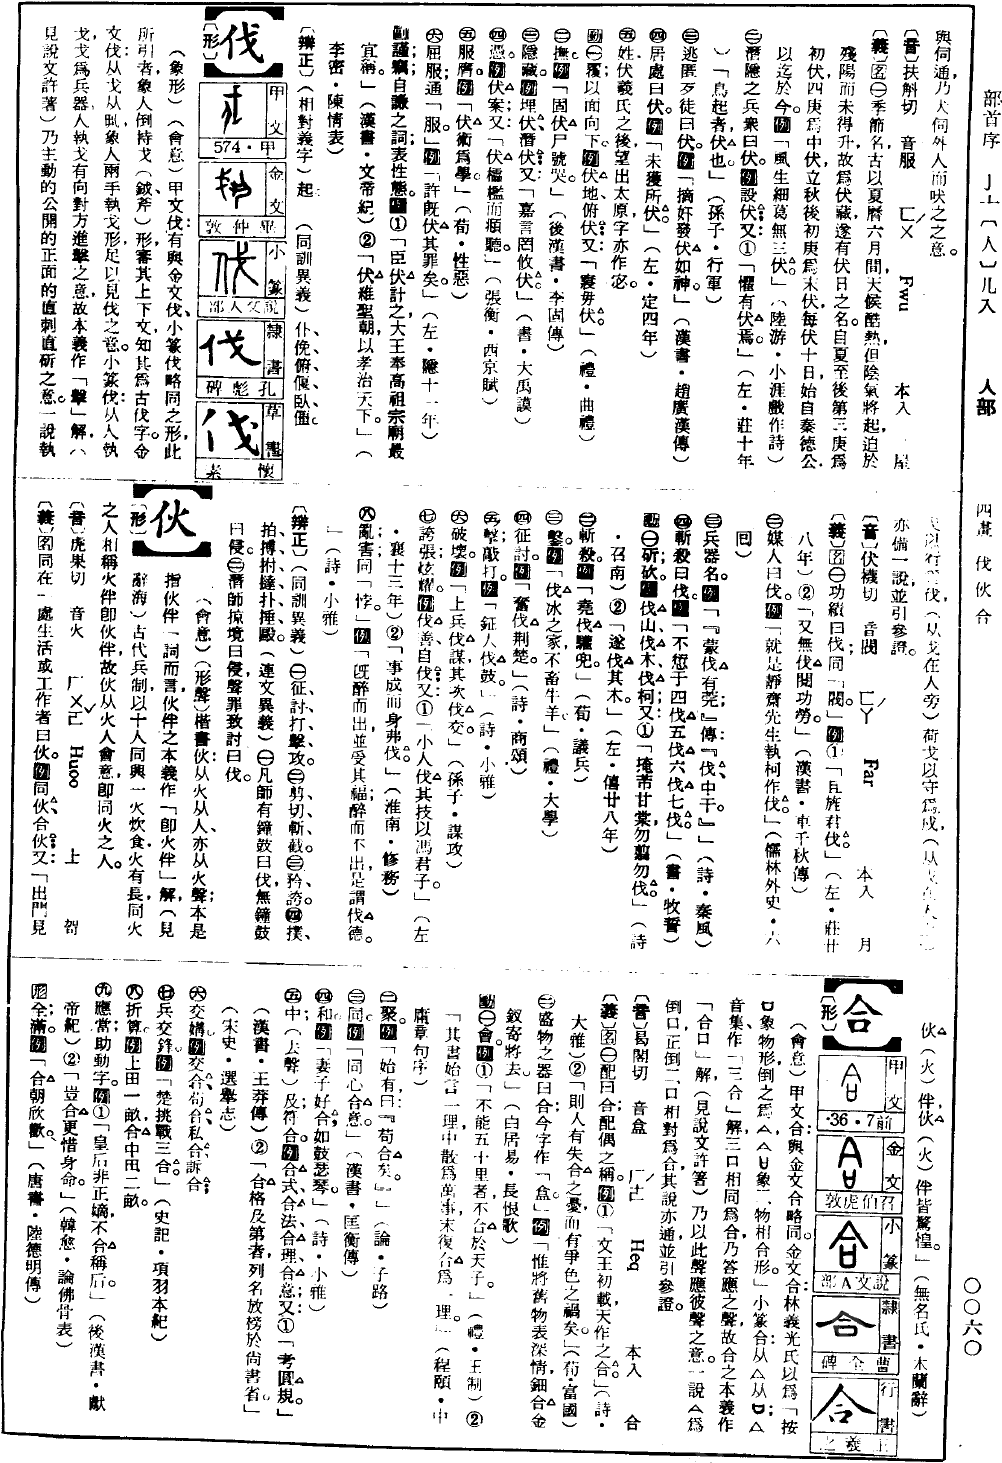 部首序
丨亠〔人〕儿入
人部
四畫 伐伙合
〇〇六〇
與伺通乃犬伺外人而吠之之意。
〔音〕扶斛切 音服 ㄈㄨ Fwu 本入 屋
〔義〕名㊀季節名古以夏曆六月間天候酷熱但陰氣將起迫於
殘陽而未得升故爲伏藏遂有伏日之名自夏至後第三庚爲
初伏四庚爲中伏立秋後初庚爲末伏每伏十日始自秦德公
以迄於今。例「風生細葛無三伏。」(陸游・小涯戲作詩)
㊁潛隱之兵衆曰伏。例設伏又①「懼有伏焉。」(左・莊十年
)「鳥起者伏也」(孫子・行軍)
㊂逃匿歹徒曰伏。例「摘奸發伏如神」(漢書・趙廣漢傳)
㊃居處曰伏。例「未獲所伏。」(左・定四年)
㊄姓伏羲氏之後望出太原字亦作宓。
動㊀覆以面向下。例伏地俯伏又「寢毋伏。」(禮・曲禮)
㊁撫例「固伏尸號哭。」(後漢書・李固傳)
㊂隱藏例埋伏潛伏又「嘉言罔攸伏」(書・大禹謨)
㊃憑例伏案又「伏櫺檻而頫聽」(張衡・西京賦)
㊄服膺例「伏術爲學」(荀・性惡)
㊅屈服通「服」例「許既伏其罪矣。」(左・隱十一年)
副謹竊自謙之詞表性態例①「臣伏計之大王奉高祖宗廟最
宜稱。」(漢書・文帝紀)②「伏維聖朝以孝治天下。」(
李密・陳情表)
〔辨正〕(相對義字)起 (同訓異義)仆俛俯偃臥僵。
伐
甲文 574・甲
金文 敦仲
小篆 部人文說
隸書 碑彪孔
草書 素懷
〔形〕
(象形)(會意)甲文伐有與金文伐小篆伐略同之形此
所引者象人倒持戈(鉞斧)形審其上下文知其爲古伐字金
文伐从戈从丮象人兩手執戈形足以見伐之意小篆伐从人執
戈戈爲兵器人執戈有向對方進擊之意故本義作「擊」解(
見說文許著)乃主動的公開的正面的直刺直斫之意一說執
亦備一說並引參證。
〔音〕伐機切 音閥 ㄈㄚ Far 本入 月
〔義〕名㊀功績曰伐同「閥」例①「且旌君伐。」(左・莊廿
八年)②「又無伐閱功勞。」(漢書・車千秋傳)
㊁媒人曰伐。例「就是靜齋先生執柯作伐。」(儒林外史・六
回)
㊂兵器名。例「『蒙伐有苑』傳『伐中干』」(詩・秦風)
㊃斬殺曰伐。例「不愆于四伐五伐六伐七伐。」(書・牧誓)
動㊀斫砍例伐山伐木伐柯又①「蔽芾甘棠勿翦勿伐。」(詩
・召南)②「遂伐其木。」(左・僖廿八年)
㊁斬殺例「堯伐驩兜」(荀・議兵)
㊂擊例「伐冰之家不畜牛羊」(禮・大學)
㊃征討例「奮伐荆楚。」(詩・商頌)
㊄擊敲打例「鉦人伐鼓。」(詩・小雅)
㊅破壞例「上兵伐謀其次伐交」(孫子・謀攻)
㊆誇張炫耀例伐善自伐又①「小人伐其技以馮君子。」(左
・襄十三年)②「事成而身弗伐。」(淮南・修務)
㊇亂害同「悖」例「既醉而出並受其福醉而不出是謂伐德。
」(詩・小雅)
〔辨正〕(同訓異義)㊀征討打擊攻。㊁剪切斬截。㊂矜誇。㊃撲
拍搏拊撻扑捶毆。(連文異義)㊀凡師有鐘鼓曰伐無鐘鼓
曰侵。㊁潛師掠境曰侵聲罪致討曰伐。
伙
(會意)(形聲)楷書伙从火从人亦从火聲本是
指伙伴一詞而言伙伴之本義作「即火伴」解(見
〔形〕辭海)古代兵制以十人同興一火炊食火有長同火
之人相稱火伴即伙伴故伙从火人會意即同火之人。
〔音〕虎果切 音火 ㄏㄨㄛ Huoo 上 哿
〔義〕名同在一處生活或工作者曰伙。例同伙合伙又「出門見
伙(火)伴伙(火)伴皆驚惶。」(無名氏・木蘭辭)
合
甲文 ・36・7前
金文 敦虎伯召
小篆 部亼文說
隸書 碑全曹
行書 之羲王
〔形〕
(會意)甲文合與金文合略同金文合林義光氏以爲「按
口象物形倒之爲亼亼口象二物相合形」小篆合从亼从口亼
音集作「三合」解三口相同爲合乃答應之聲故合之本義作
「合口」解(見說文許箸)乃以此聲應彼聲之意一說亼爲
倒口正倒二口相對爲合其說亦通並引參證。
〔音〕曷閤切 音盒 ㄏㄜ Her 本入 合
〔義〕名㊀配曰合配偶之稱。例①「文王初載天作之合」(詩・
大雅)②「則人有失合之憂而有爭色之禍矣」(荀・富國)
㊁盛物之器曰合今字作「盒」例「惟將舊物表深情鈿合金
釵寄將去」(白居易・長恨歌)
動㊀會例①「不能五十里者不合於天子。」(禮・王制)②
「其書始言一理中散爲萬事末復合爲一理。」(程頤・中
庸章句序)
㊁聚例「始有曰『苟合矣』」(論・子路)
㊂同例「同心合意。」(漢書・匡衡傳)
㊃和例「妻子好合如鼓瑟琴。」(詩・小雅)
㊄中(去聲)及符合例合式合法合理合意又①「考圓規。」
(漢書・王莽傳)②「合格及第者列名放榜於尚書省。」
(宋史・選舉志)
㊅交媾例交合苟合私合訴合
㊆兵交鋒例「楚挑戰三合。」(史記・項羽本紀)
㊇折算例上田一畝合中田二畝。
㊈應當助動字例①「皇后非正嫡不合稱后。」(後漢書・獻
帝紀)②「豈合更惜身命」(韓愈・論佛骨表)
形全滿例「合朝欣歡」(唐書・陸德明傳)